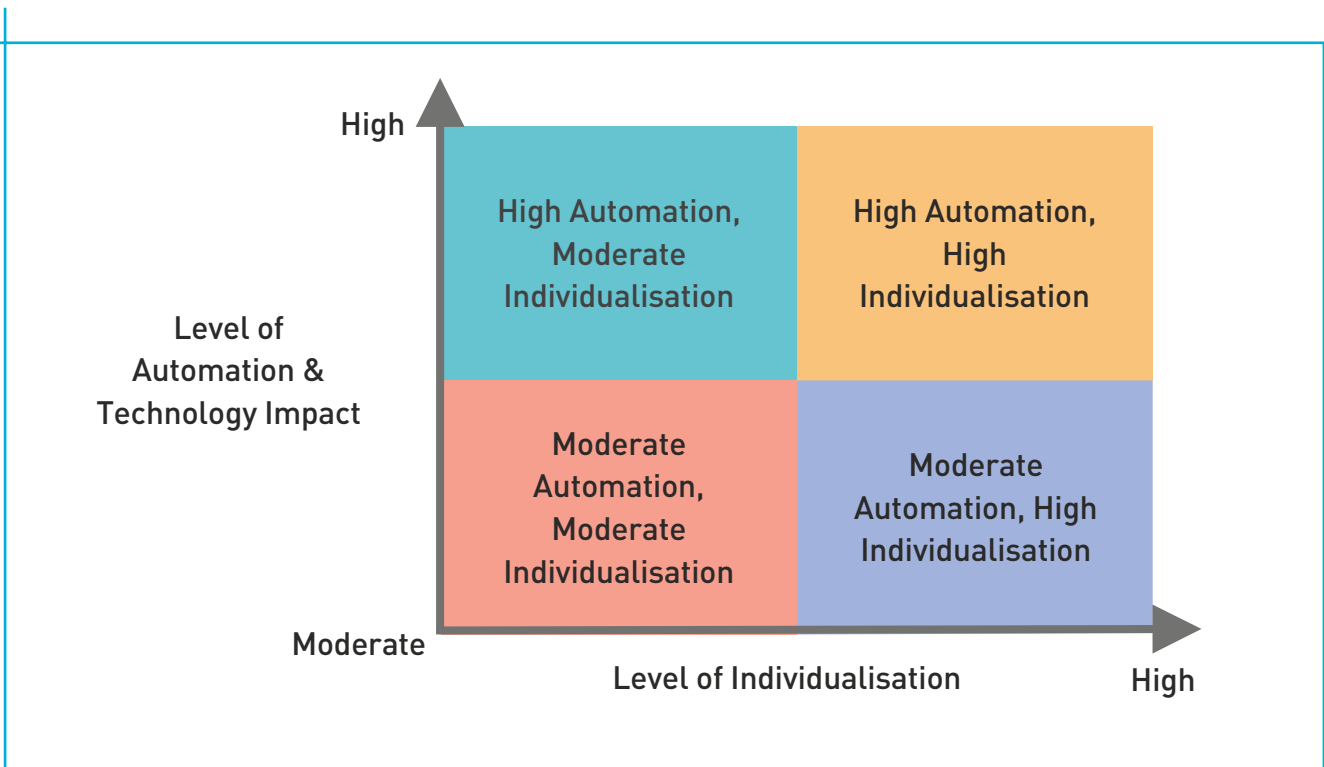 High
High Automation,
Moderate
Individualisation
High Automation,
High
Individualisation
Level of
Automation &
Technology Impact
Moderate
Automation,
Moderate
Individualisation
Moderate
Automation, High
Individualisation
Moderate
Level of Individualisation
High